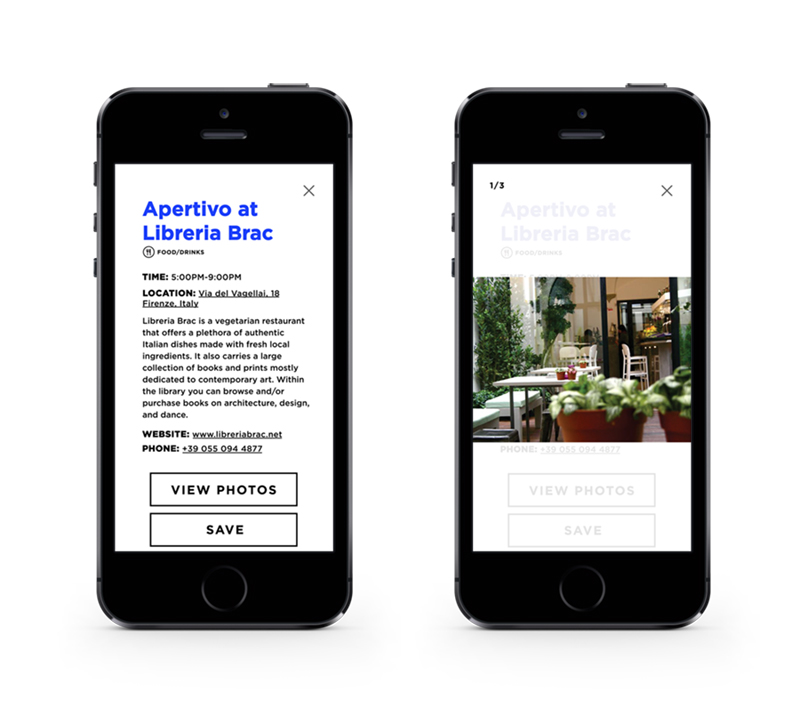 Apertivo at
Libreria Brac
FOOD/DRINKS
TIME: 5:00PM-9:00PM
LOCATION: Via del Vagellai, 18
Firenze, Italy
Libreria Brac is a vegetarian restaurant
that offers a plethora of authentic
Italian dishes made with fresh local
ingredients. It also carries a large
collection of books and prints mostly
dedicated to contemporary art. Within
the library you can browse and/or
purchase books on architecture, design,
and dance.
WEBSITE: www.libreriabrac.net
PHONE: +39 055 094 4877
VIEW PHOTOS
SAVE
1/3
Apertivo at
Libreria Brac
FOOD/DRINKS
PHONE: +39 055 094 4877
VIEW PHOTOS
SAVE